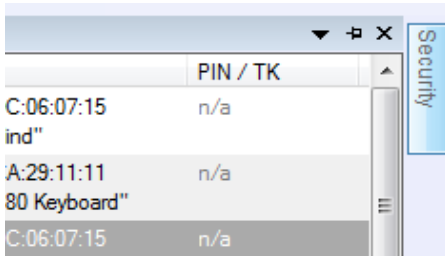 PIN / TK
C:06:07:15 n/a
ind"
A:29:11:11 n/a
80 Keyboard"
C:06:07:15 n/a
Security